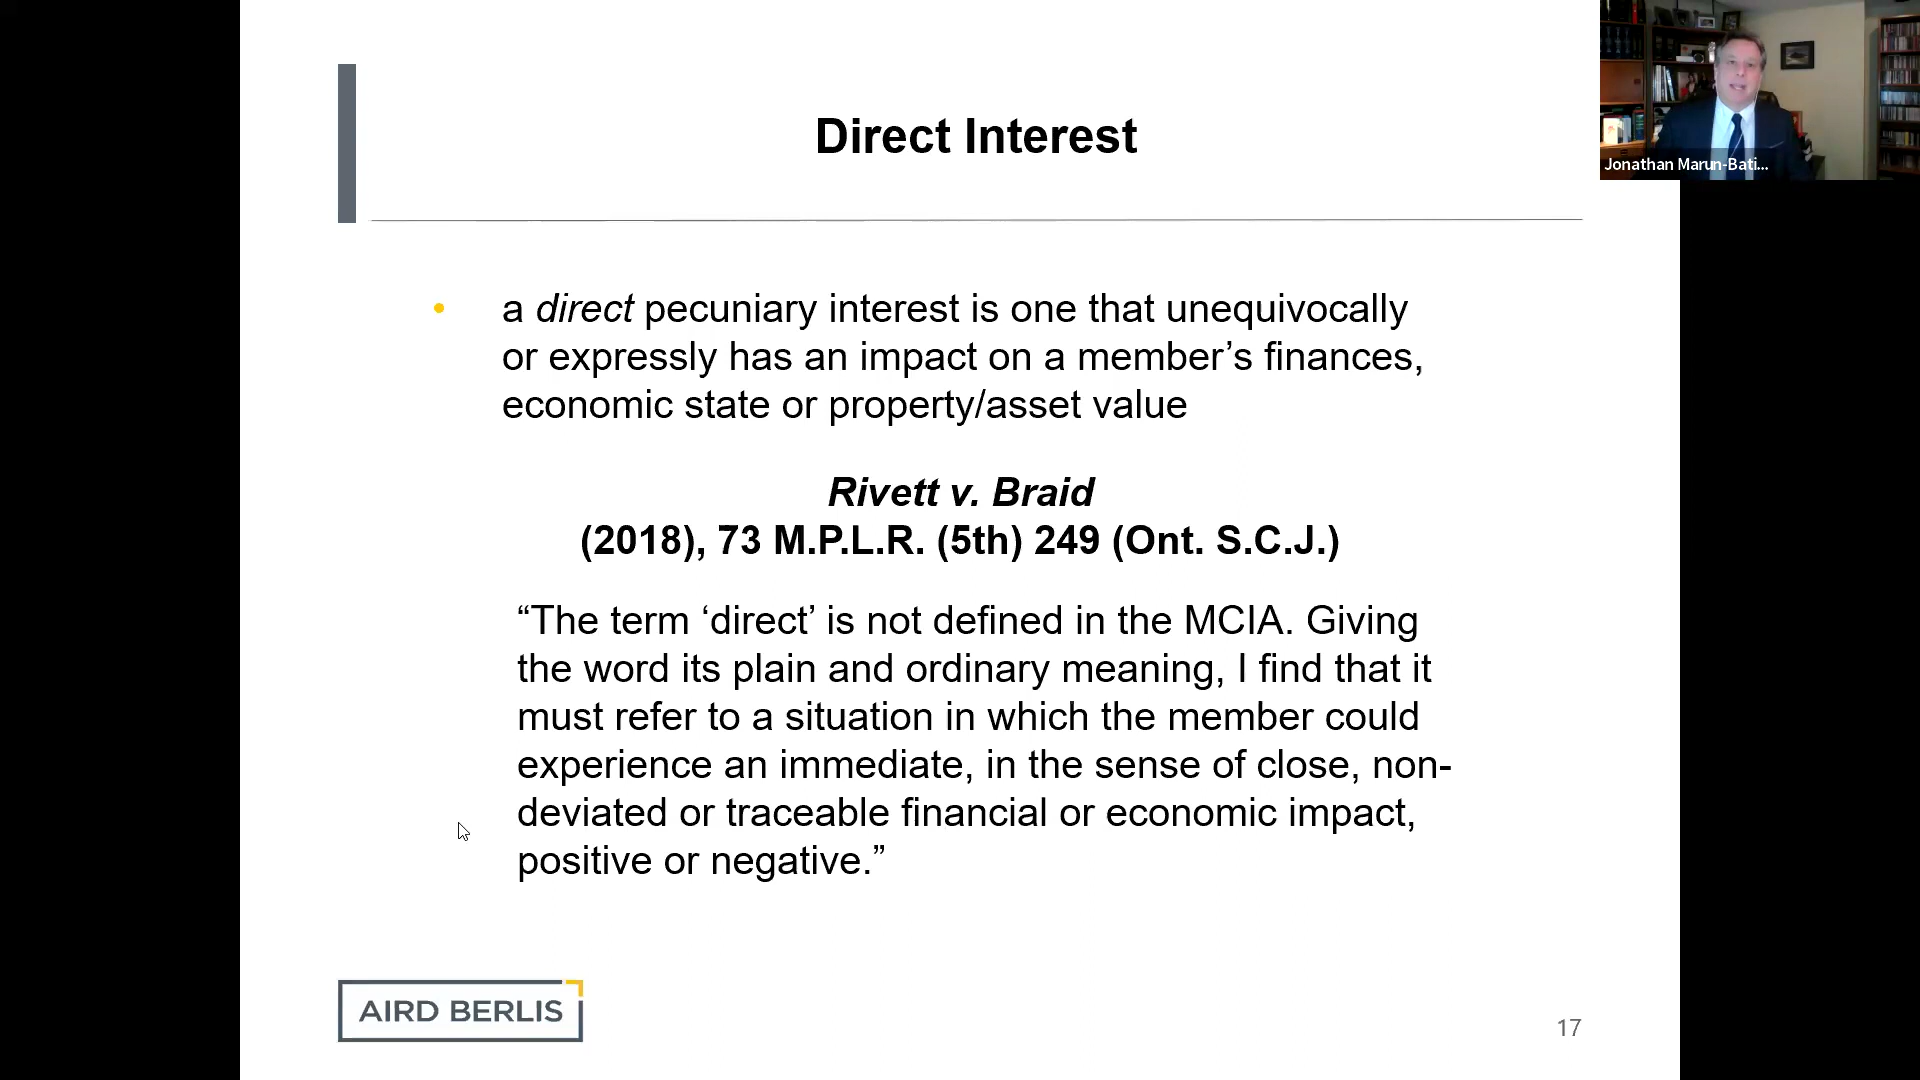 Direct Interest
Jonathan Marun-Bati...
• a direct pecuniary interest is one that unequivocally
or expressly has an impact on a member’s finances,
economic state or property/asset value
Rivett v. Braid
(2018), 73 M.P.L.R. (5th) 249 (Ont. S.C.J.)
“The term ‘direct’ is not defined in the MCIA. Giving
the word its plain and ordinary meaning, I find that it
must refer to a situation in which the member could
experience an immediate, in the sense of close, non-
deviated or traceable financial or economic impact,
positive or negative.”
AIRD BERLIS
17